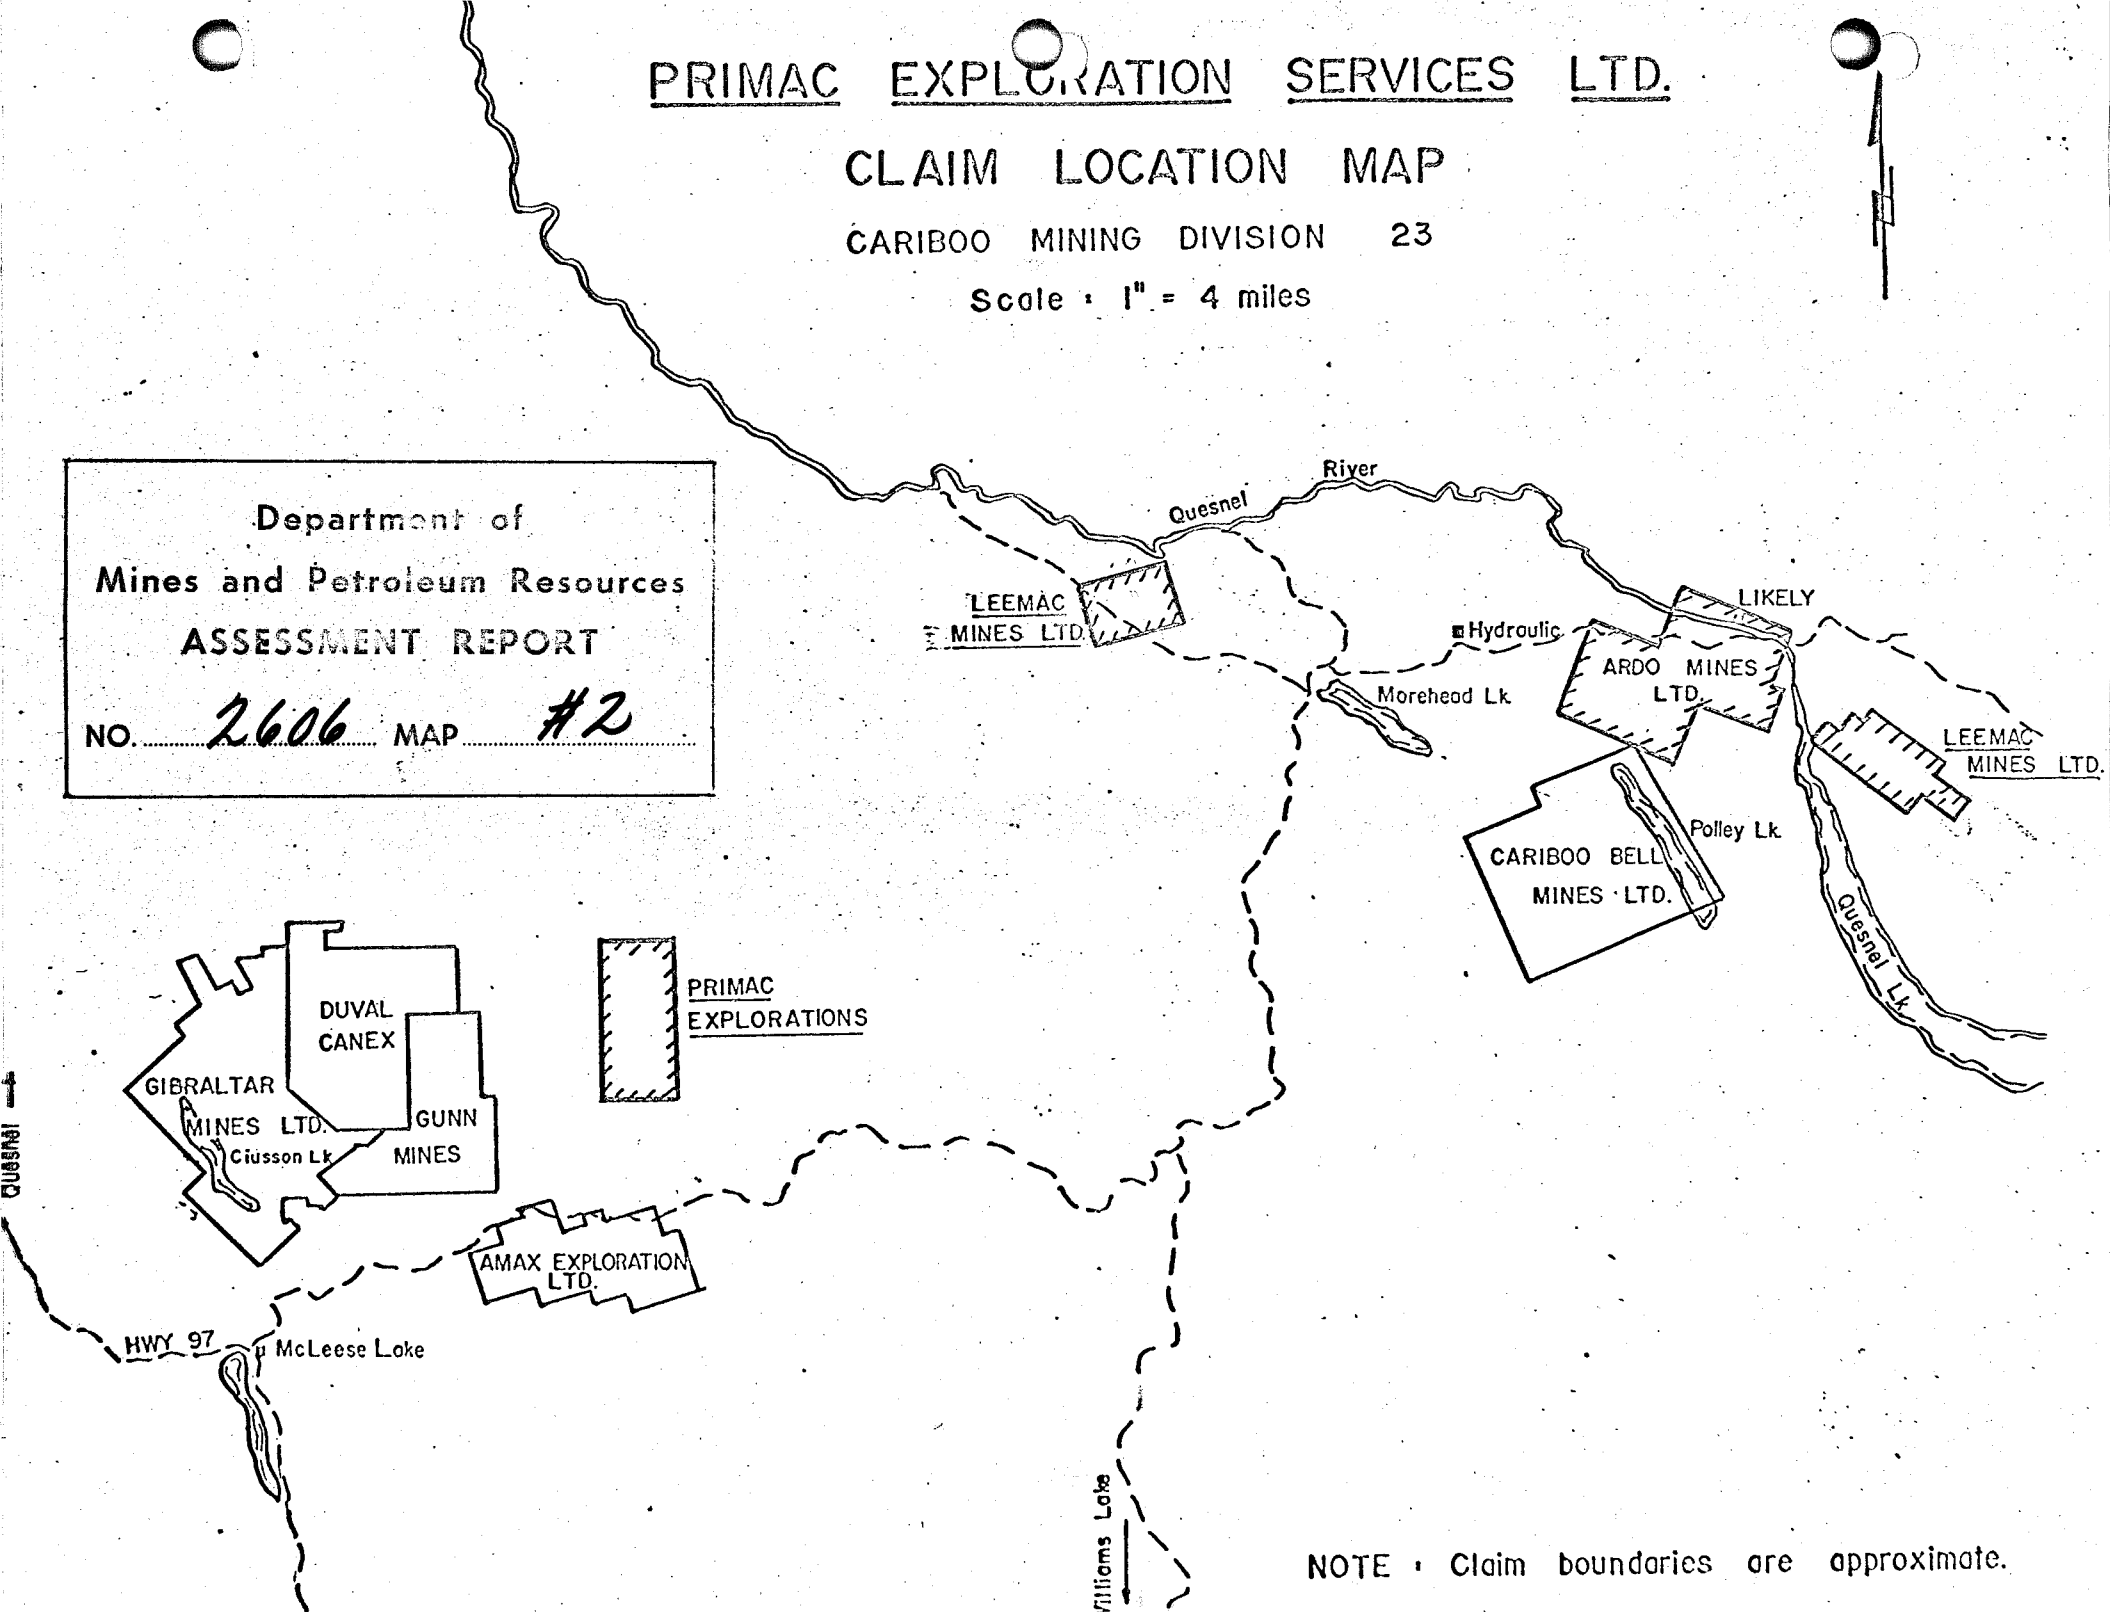 PRIMAC EXPLORATION SERVICES LTD.
CLAIM LOCATION MAP
CARIBOO MINING DIVISION 23
Scale : 1" = 4 miles
Department of
Mines and Petroleum Resources
ASSESSMENT REPORT
NO. 2606 MAP #2
River
Quesnel
LEEMAC
MINES LTD.
LIKELY
Hydraulic
ARDO MINES
LTD.
Morehead Lk.
LEEMAC
MINES LTD.
Polley Lk.
CARIBOO BELL
MINES LTD.
Quesnel Lk.
DUVAL
CANEX
PRIMAC
EXPLORATIONS
GIBRALTAR
MINES LTD.
GUNN
MINES
Ciusson Lk.
Quesnel
AMAX EXPLORATION
LTD.
HWY 97
McLeese Lake
Williams Lake
NOTE : Claim boundaries are approximate.